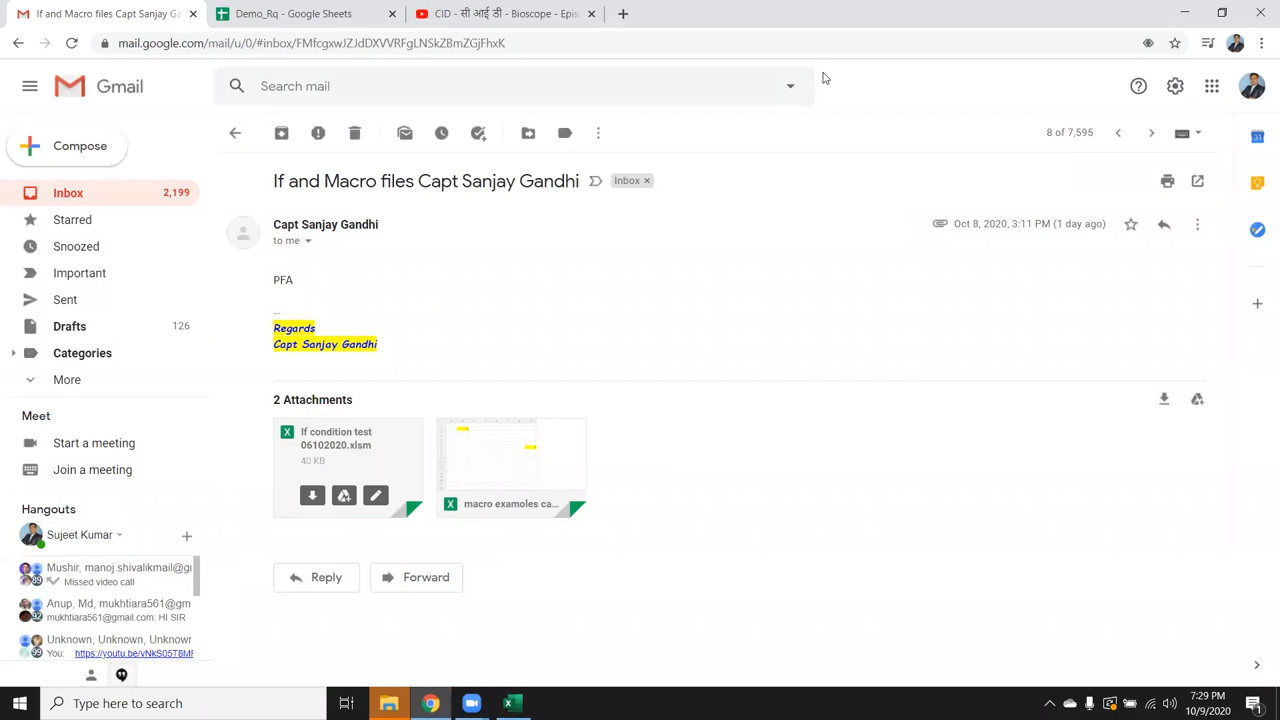 If and Macro files Capt Sanjay Ga
Demo_Rq - Google Sheets
CID - सी आई डी - Bioscope - Epis
mail.google.com/mail/u/0/#inbox/FMfcgxwJZJdDXVVRFgLNSkZBmZGjFhxK
Gmail
Search mail
Compose
8 of 7,595
Inbox 2,199
If and Macro files Capt Sanjay Gandhi
Inbox ×
Starred
Capt Sanjay Gandhi
Oct 8, 2020, 3:11 PM (1 day ago)
to me
Snoozed
Important
PFA
Sent
--
Drafts 126
Regards
Capt Sanjay Gandhi
Categories
More
2 Attachments
Meet
Start a meeting
Join a meeting
If condition test
06102020.xlsm
40 KB
macro examoles ca...
Hangouts
Sujeet Kumar
Mushir, manoj.shivalikmail@g
Missed video call
89
Anup, Md, mukhtiara561@gm
mukhtiara561@gmail.com: HI SIR
92
Unknown, Unknown, Unknown
You: https://youtu.be/vNkS05T8MF
99
Reply
Forward
Type here to search
7:29 PM
10/9/2020
1
31